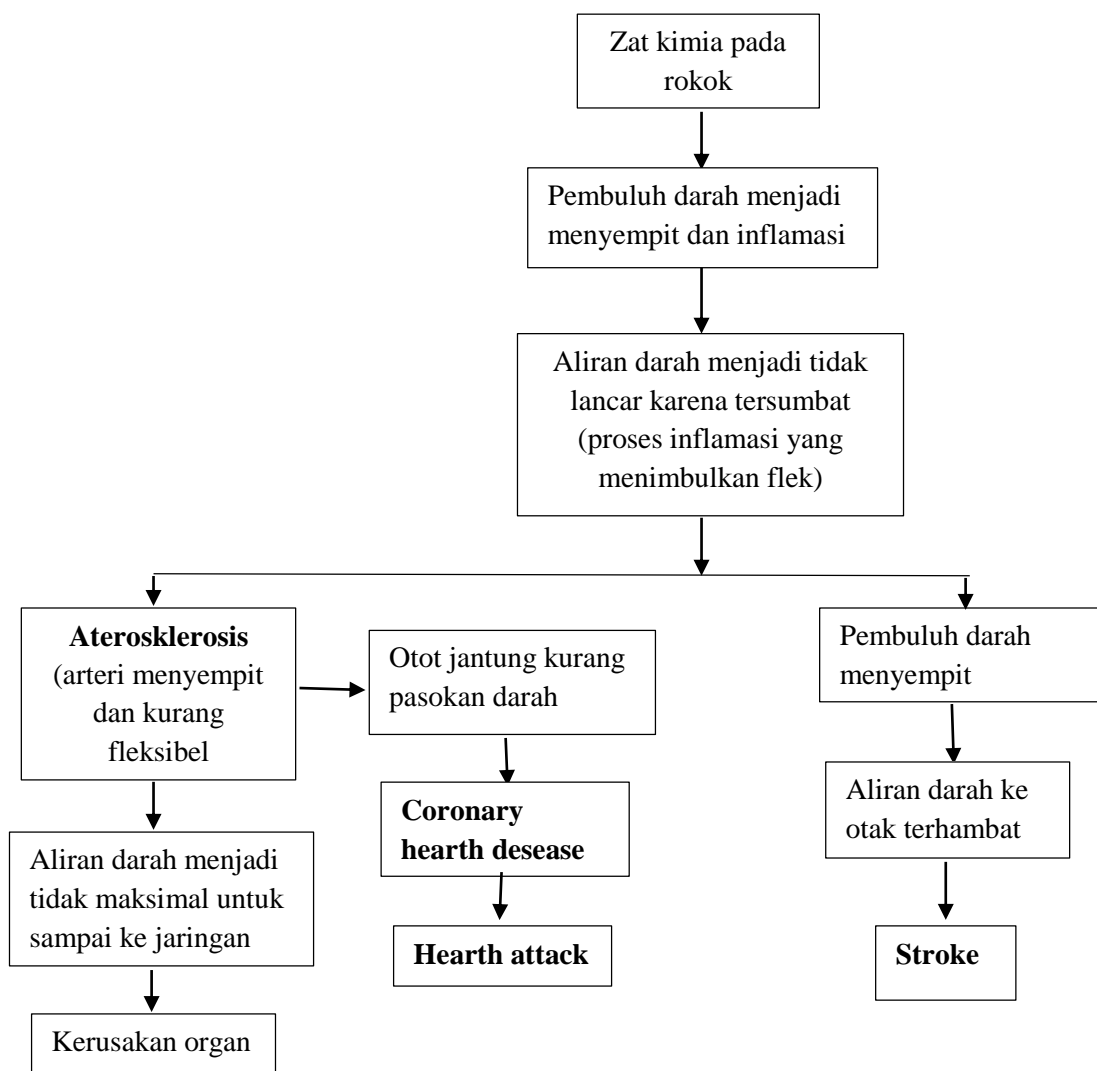 Zat kimia pada
rokok
Pembuluh darah menjadi
menyempit dan inflamasi
Aliran darah menjadi tidak
lancar karena tersumbat
(proses inflamasi yang
menimbulkan flek)
Aterosklerosis
(arteri menyempit
dan kurang
fleksibel
Otot jantung kurang
pasokan darah
Pembuluh darah
menyempit
Coronary
hearth desease
Aliran darah ke
otak terhambat
Aliran darah menjadi
tidak maksimal untuk
sampai ke jaringan
Hearth attack
Stroke
Kerusakan organ